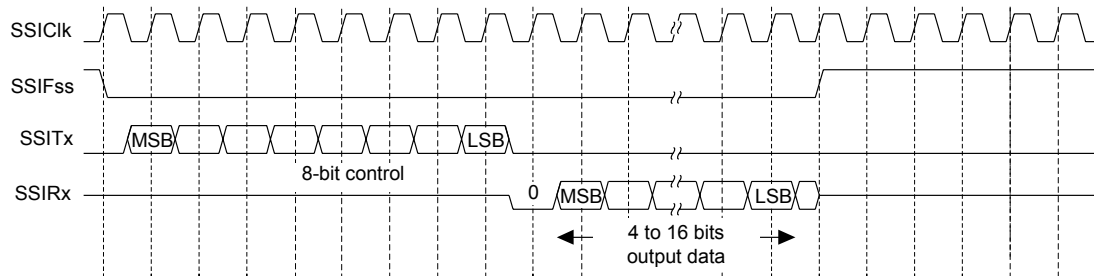 SSIClk
SSIFss
SSITx
MSB
LSB
8-bit control
SSIRx
0
MSB
LSB
4 to 16 bits
output data